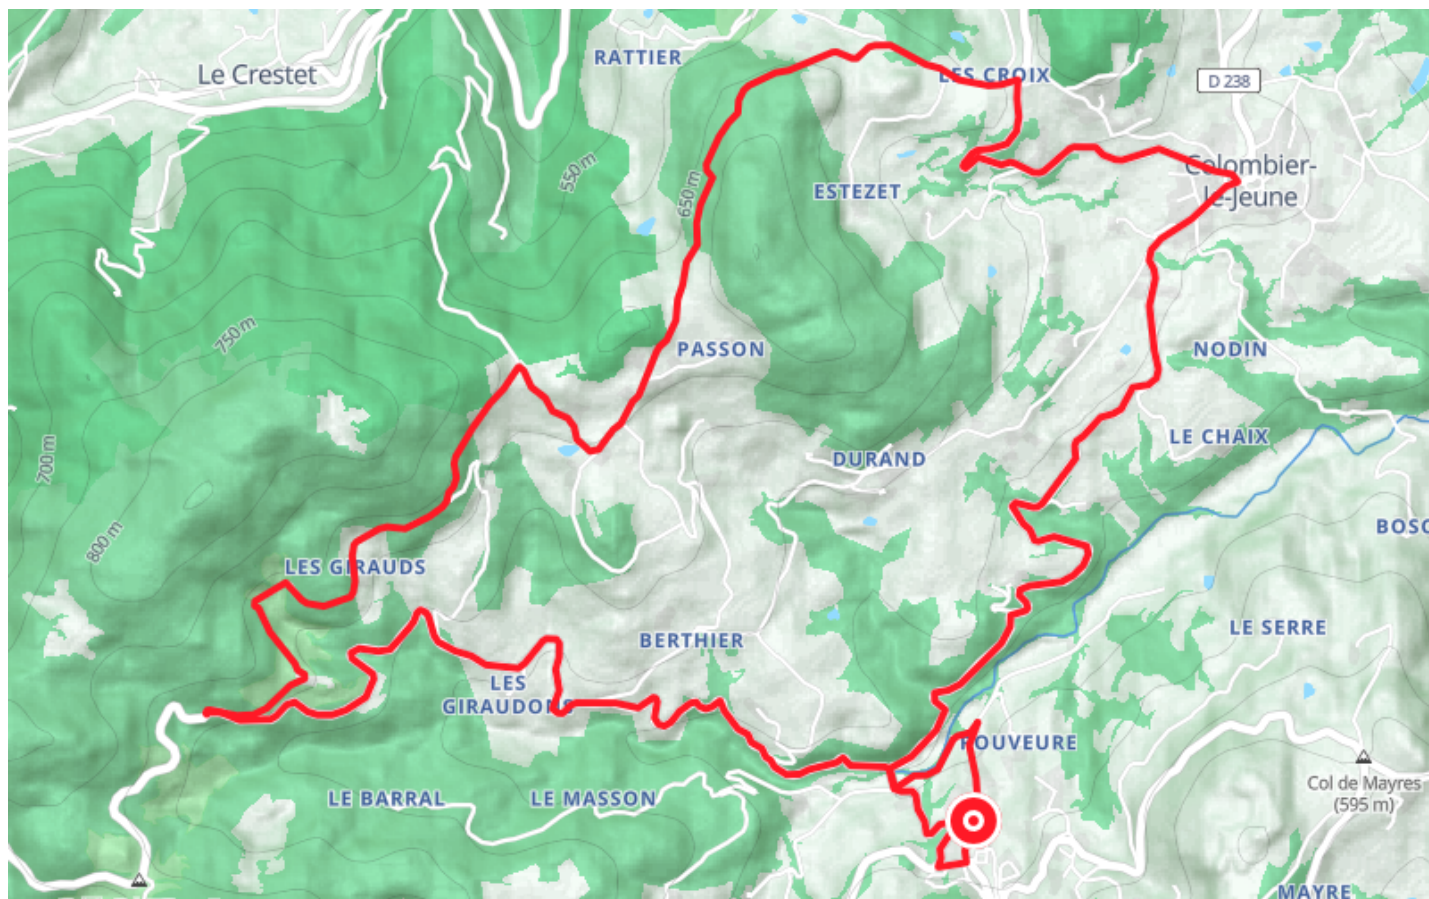 RATTIER
Le Crestet
LES CROIX
D 238
550 m
650 m
Colombier-
le-Jeune
ESTEZET
750 m
PASSON
NODIN
700 m
LE CHAIX
DURAND
800 m
BOSC
LES GIRAUDS
BERTHIER
LE SERRE
LES
GIRAUDONS
ROUVEURE
Col de Mayres
(595 m)
LE BARRAL
LE MASSON
MAYRE